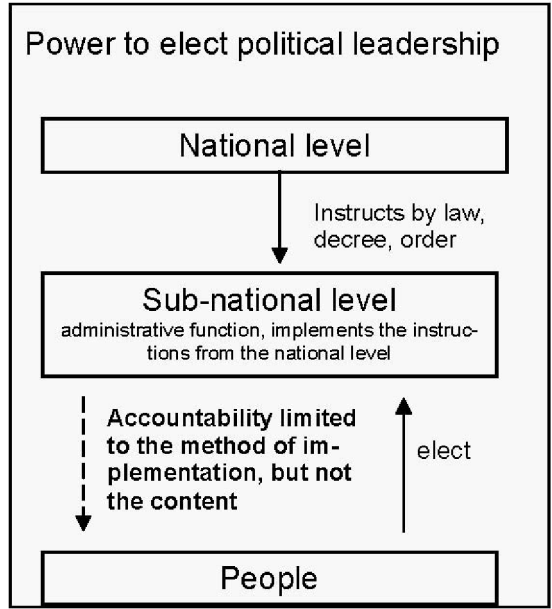 Power to elect political leadership
National level
Instructs by law,
decree, order
Sub-national level
administrative function, implements the instruc-
tions from the national level
Accountability limited
to the method of im-
plementation, but not
the content
elect
People